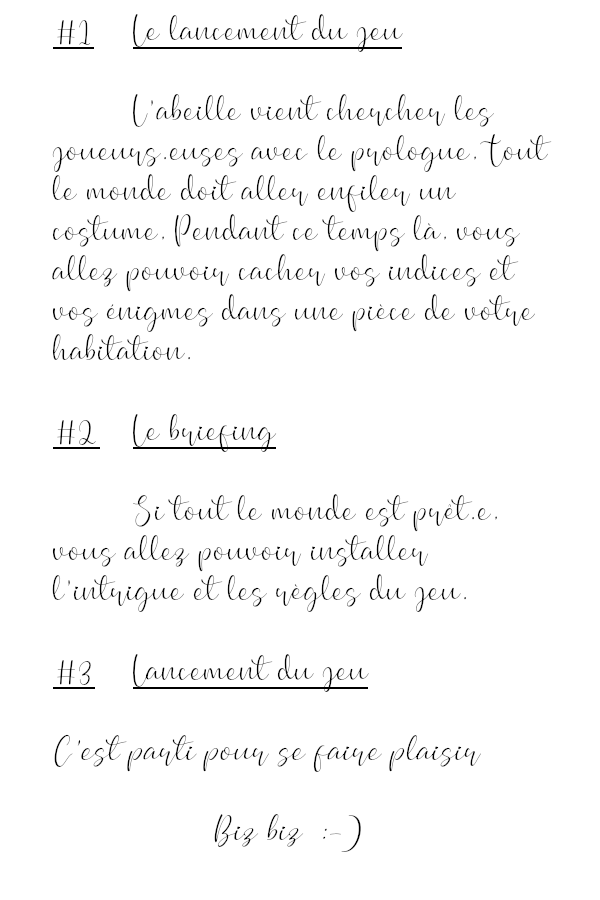 #1 Le lancement du jeu
L'abeille vient chercher les
joueurs.euses avec le prologue. Tout
le monde doit aller enfiler un
costume. Pendant ce temps là, vous
allez pouvoir cacher vos indices et
vos énigmes dans une pièce de votre
habitation.
#2 Le briefing
Si tout le monde est prêt.e,
vous allez pouvoir installer
l'intrigue et les règles du jeu.
#3 Lancement du jeu
C'est parti pour se faire plaisir
Biz biz :-)